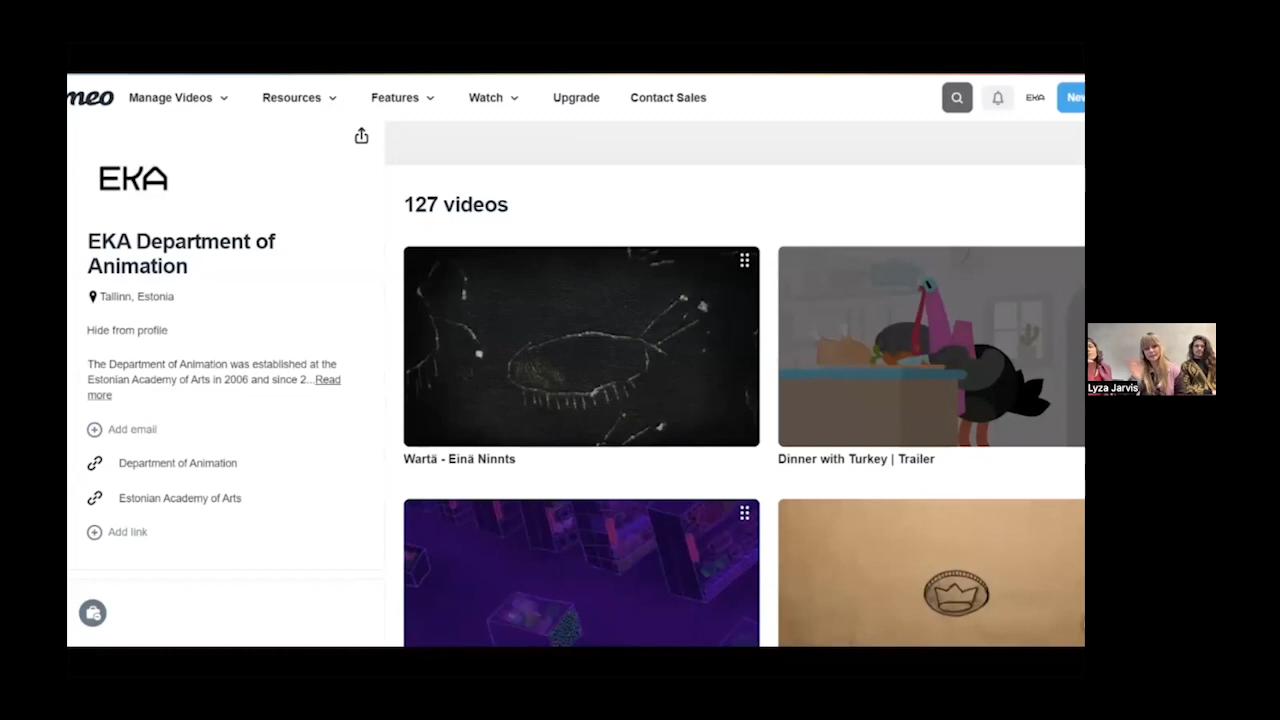 meo Manage Videos Resources Features Watch Upgrade Contact Sales EKA New
EKA
EKA Department of
Animation
Tallinn, Estonia
Hide from profile
The Department of Animation was established at the
Estonian Academy of Arts in 2006 and since 2...Read
more
Add email
Department of Animation
Estonian Academy of Arts
Add link
127 videos
Wartä - Einä Ninnts
Dinner with Turkey | Trailer
Lyza Jarvis